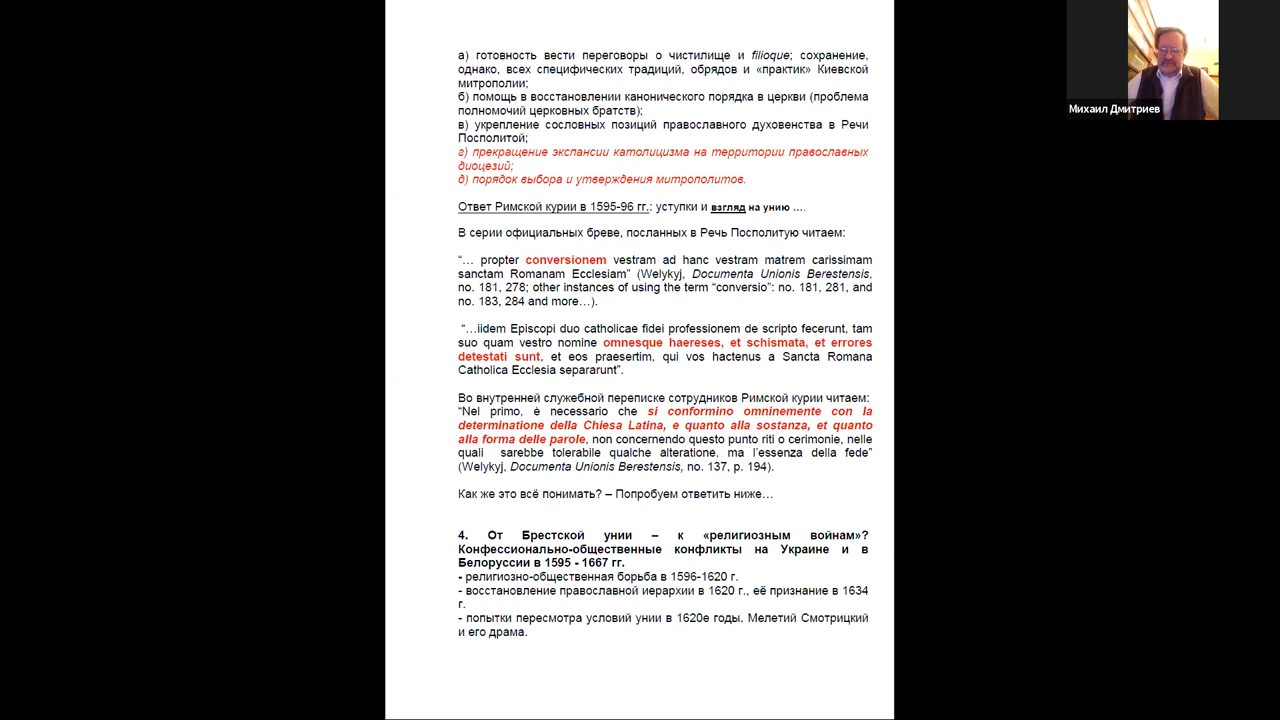 а) готовность вести переговоры о чистилище и filioque; сохранение,
однако, всех специфических традиций, обрядов и «практик» Киевской
митрополии;
б) помощь в восстановлении канонического порядка в церкви (проблема
полномочий церковных братств);
в) укрепление сословных позиций православного духовенства в Речи
Посполитой;
г) прекращение экспансии католицизма на территории православных
диоцезий;
д) порядок выбора и утверждения митрополитов.
Ответ Римской курии в 1595-96 гг.: уступки и взгляд на унию ….
В серии официальных бреве, посланных в Речь Посполитую читаем:
“… propter conversionem vestram ad hanc vestram matrem carissimam
sanctam Romanam Ecclesiam” (Welykyj, Documenta Unionis Berestensis,
no. 181, 278; other instances of using the term “conversio”: no. 181, 281, and
no. 183, 284 and more…).
“…iidem Episcopi duo catholicae fidei professionem de scripto fecerunt, tam
suo quam vestro nomine omnesque haereses, et schismata, et errores
detestati sunt, et eos praesertim, qui vos hactenus a Sancta Romana
Catholica Ecclesia separarunt”.
Во внутренней служебной переписке сотрудников Римской курии читаем:
“Nel primo, è necessario che si conformino omninemente con la
determinatione della Chiesa Latina, e quanto alla sostanza, et quanto
alla forma delle parole, non concernendo questo punto riti o cerimonie, nelle
quali sarebbe tolerabile qualche alteratione, ma l’essenza della fede”
(Welykyj, Documenta Unionis Berestensis, no. 137, p. 194).
Как же это всё понимать? – Попробуем ответить ниже…
4. От Брестской унии – к «религиозным войнам»?
Конфессионально-общественные конфликты на Украине и в
Белоруссии в 1595 - 1667 гг.
- религиозно-общественная борьба в 1596-1620 г.
- восстановление православной иерархии в 1620 г., её признание в 1634
г.
- попытки пересмотра условий унии в 1620е годы. Мелетий Смотрицкий
и его драма.
Михаил Дмитриев